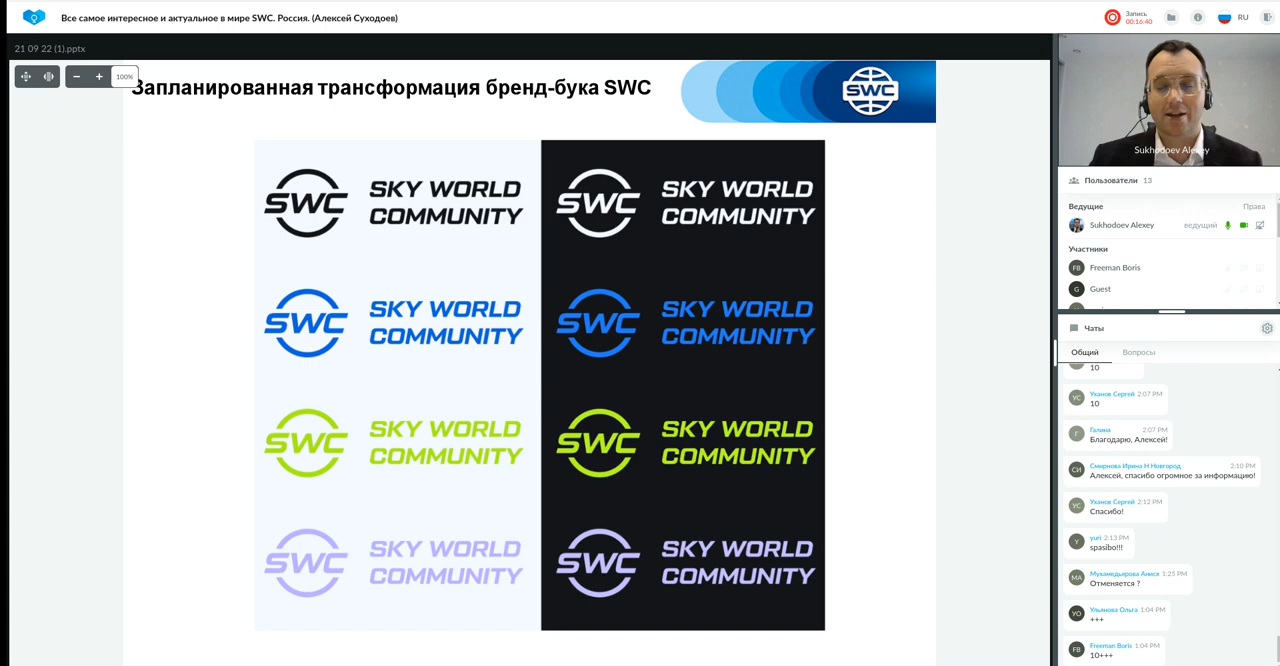 Все самое интересное и актуальное в мире SWC. Россия. (Алексей Суходоев)
Запись
00:16:40
RU
21 09 22 (1).pptx
100%
Запланированная трансформация бренд-бука SWC
SWC
SWC SKY WORLD COMMUNITY
SWC SKY WORLD COMMUNITY
SWC SKY WORLD COMMUNITY
SWC SKY WORLD COMMUNITY
SWC SKY WORLD COMMUNITY
SWC SKY WORLD COMMUNITY
SWC SKY WORLD COMMUNITY
SWC SKY WORLD COMMUNITY
Sukhodoev Alexey
Пользователи 13
Ведущие Права
Sukhodoev Alexey ведущий
Участники
FB Freeman Boris
G Guest
Чаты
Общий Вопросы
10
УС Уханов Сергей 2:07 PM
10
Г Галина 2:07 PM
Благодарю, Алексей!
СИ Смирнова Ирина Н Новгород 2:10 PM
Алексей, спасибо огромное за информацию!
УС Уханов Сергей 2:12 PM
Спасибо!
Y yuri 2:13 PM
spasibo!!!
МА Мухамедьярова Аниса 1:25 PM
Отменяется ?
УО Ульянова Ольга 1:04 PM
+++
FB Freeman Boris 1:04 PM
10+++